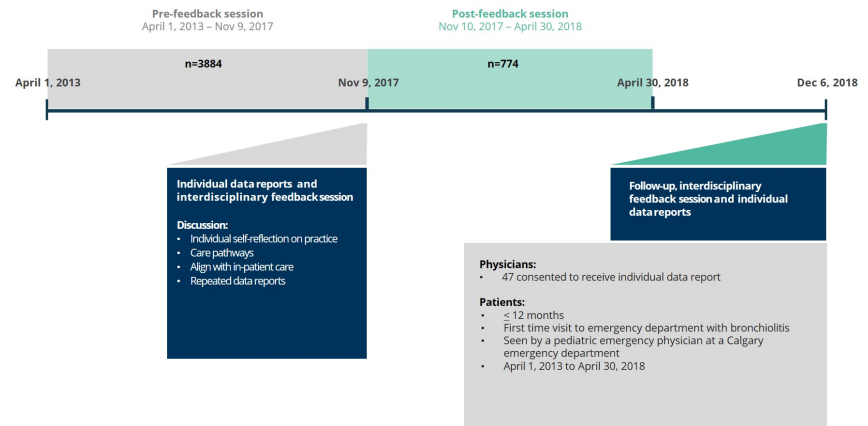 Pre-feedback session
April 1, 2013 – Nov 9, 2017
Post-feedback session
Nov 10, 2017 – April 30, 2018
n=3884
n=774
April 1, 2013
Nov 9, 2017
April 30, 2018
Dec 6, 2018
Individual data reports and
interdisciplinary feedback session
Discussion:
• Individual self-reflection on practice
• Care pathways
• Align with in-patient care
• Repeated data reports
Follow-up, interdisciplinary
feedback session and individual
data reports
Physicians:
• 47 consented to receive individual data report
Patients:
• ≤ 12 months
• First time visit to emergency department with bronchiolitis
• Seen by a pediatric emergency physician at a Calgary
emergency department
• April 1, 2013 to April 30, 2018